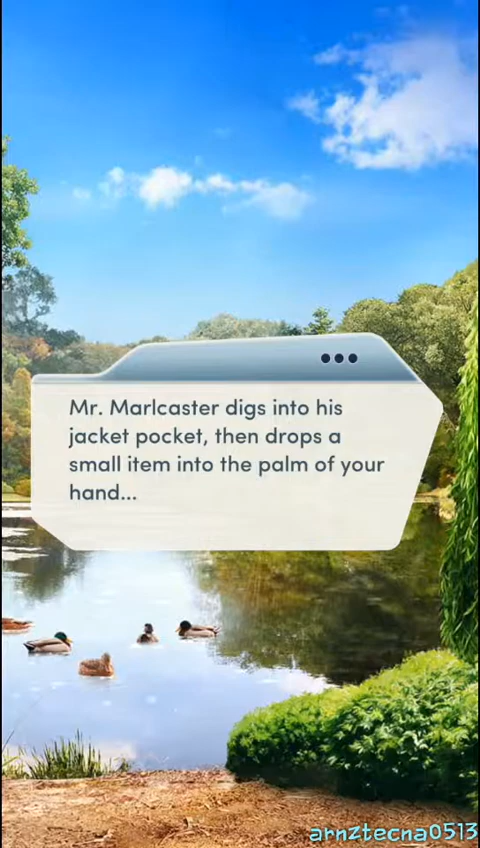 Mr. Marlcaster digs into his
jacket pocket, then drops a
small item into the palm of your
hand...
arnztecna0513